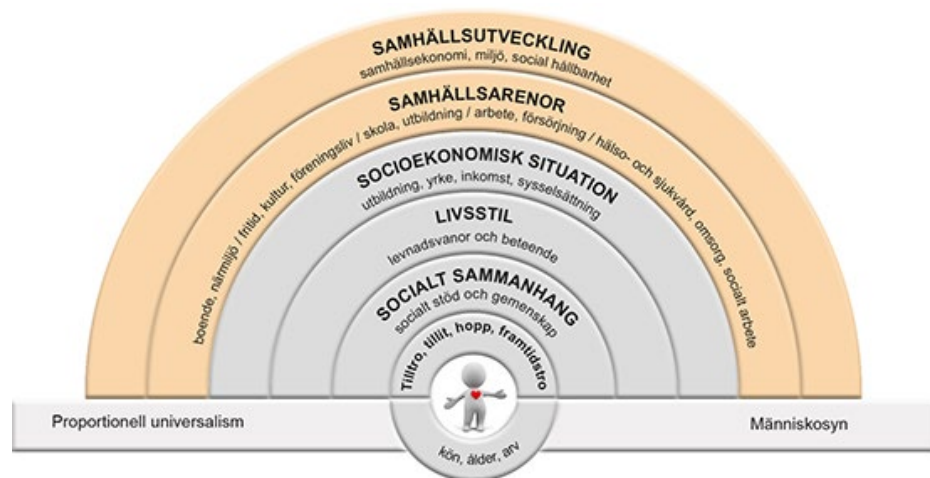 SAMHÄLLSUTVECKLING
samhällsekonomi, miljö, social hållbarhet
SAMHÄLLSARENOR
boende, närmiljö / fritid, kultur, föreningsliv / skola, utbildning / arbete, försörjning / hälso- och sjukvård, omsorg, socialt arbete
SOCIOEKONOMISK SITUATION
utbildning, yrke, inkomst, sysselsättning
LIVSSTIL
levnadsvanor och beteende
SOCIALT SAMMANHANG
socialt stöd och gemenskap
Tilltro, tillit, hopp, framtidstro
Proportionell universalism
Människosyn
kön, ålder, arv